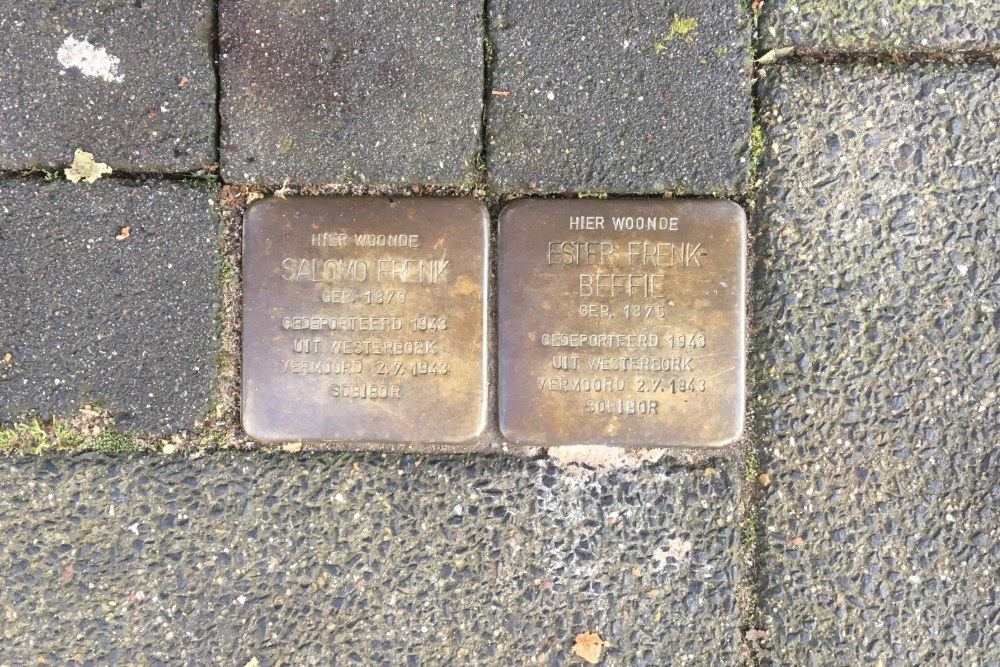 HIER WOONDE
SALOMO FRENK
GEB. 1879
GEDEPORTEERD 1943
UIT WESTERBORK
VERMOORD 2.7.1943
SOBIBOR
HIER WOONDE
ESTER FRENK-
BEFFIE
GEB. 1875
GEDEPORTEERD 1943
UIT WESTERBORK
VERMOORD 2.7.1943
SOBIBOR